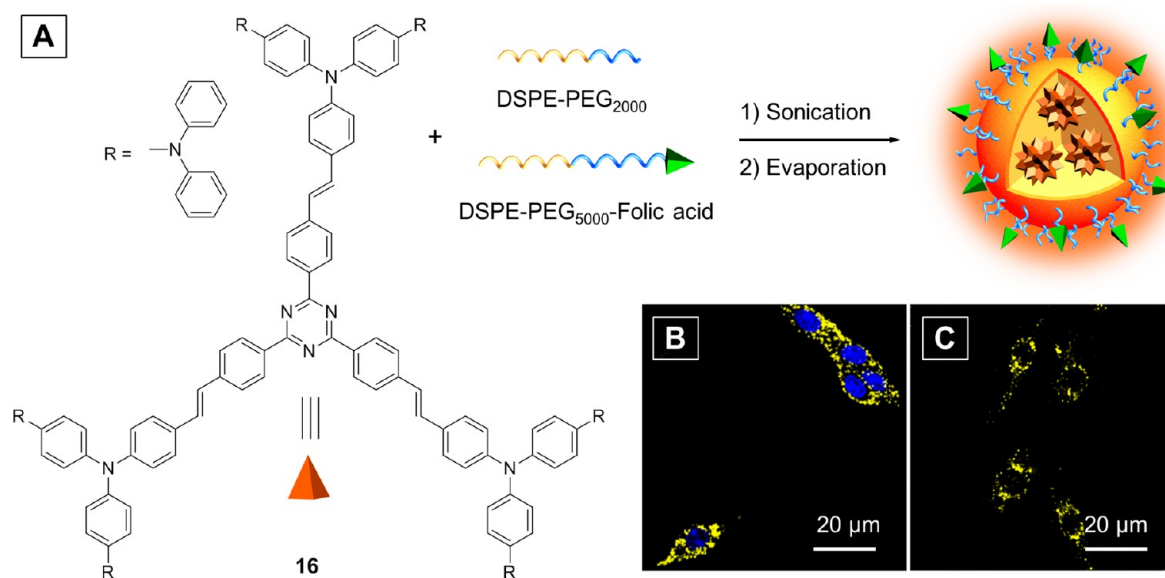 A
R
R
N
R =
N
+
DSPE-PEG2000
DSPE-PEG5000-Folic acid
1) Sonication
2) Evaporation
N
N
N
R
R
N
N
R
R
16
B
20 µm
C
20 µm